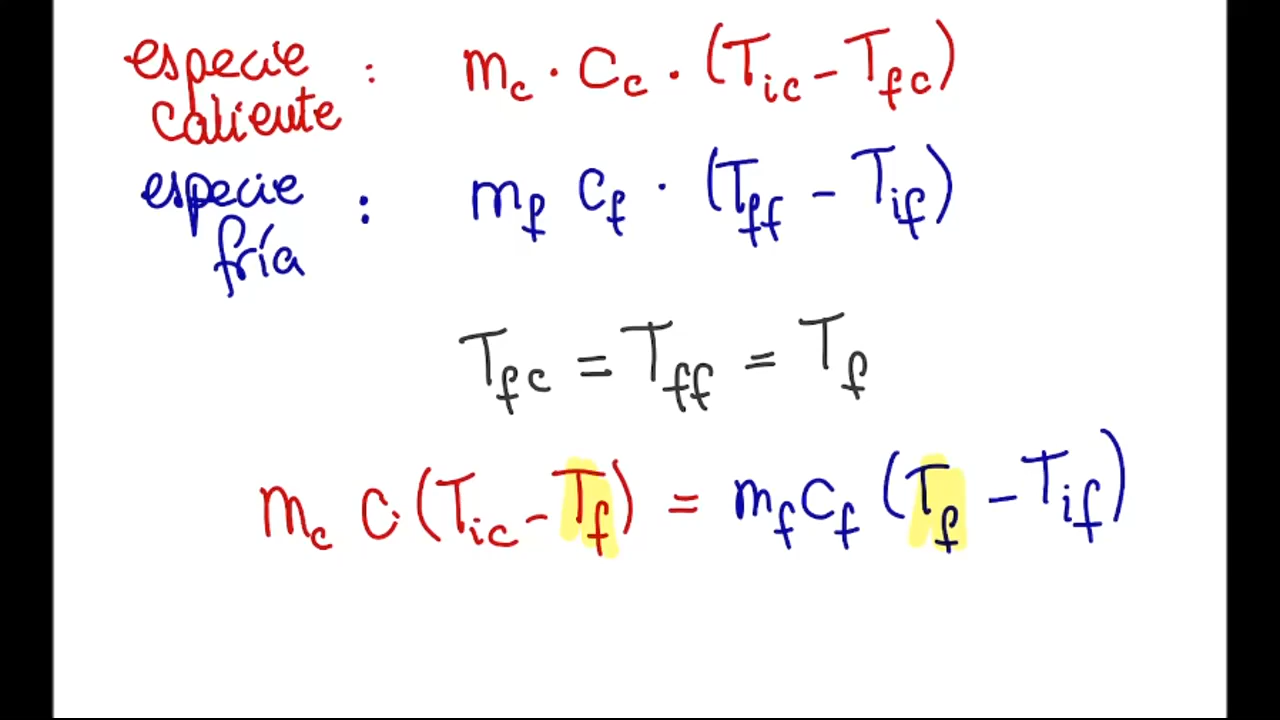 especie caliente : m_c · C_c · (T_ic - T_fc)
especie fría : m_f C_f · (T_ff - T_if)
T_fc = T_ff = T_f
m_c C · (T_ic - T_f) = m_f C_f (T_f - T_if)